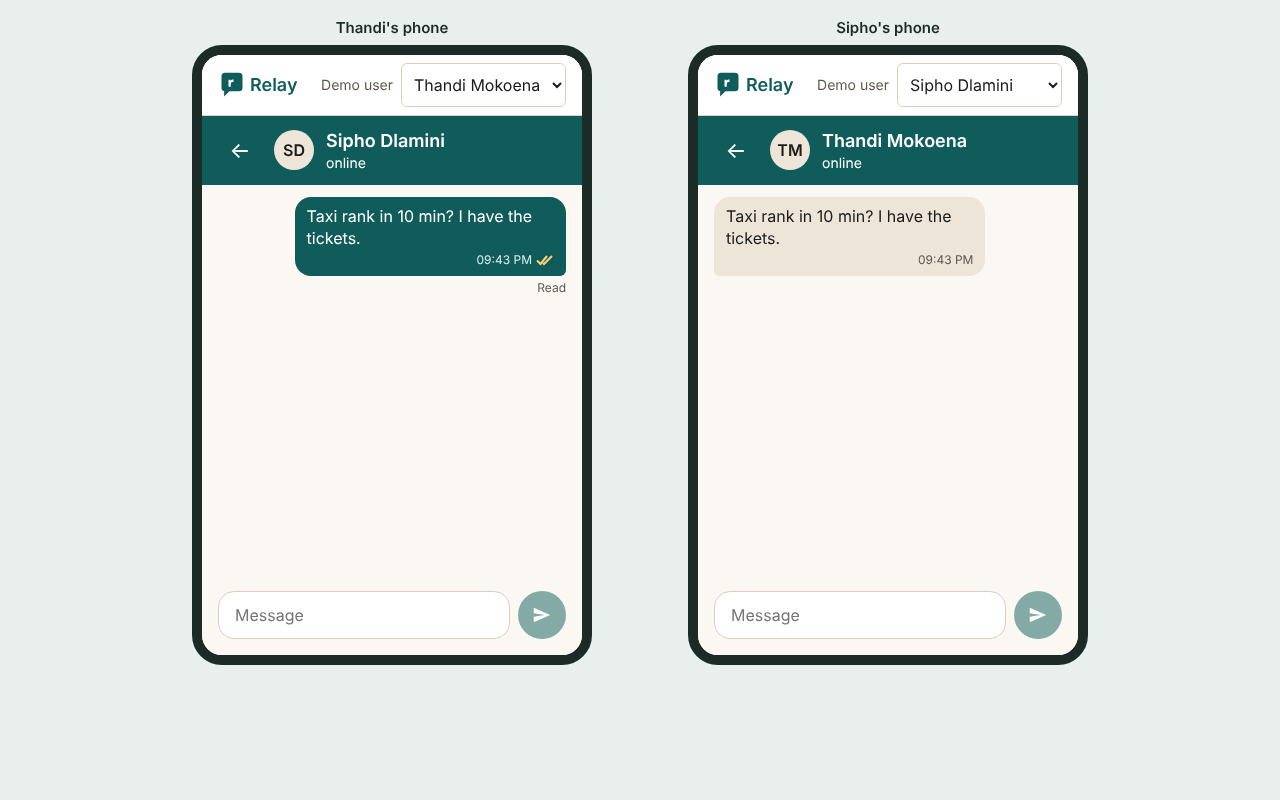 Thandi's phone
r Relay Demo user Thandi Mokoena
SD Sipho Dlamini
online
Taxi rank in 10 min? I have the
tickets.
09:43 PM
Read
Message
Sipho's phone
r Relay Demo user Sipho Dlamini
TM Thandi Mokoena
online
Taxi rank in 10 min? I have the
tickets.
09:43 PM
Message